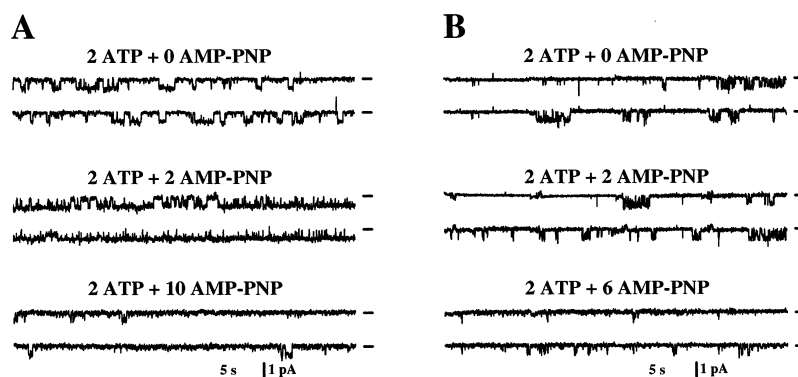 A
2 ATP + 0 AMP-PNP
2 ATP + 2 AMP-PNP
2 ATP + 10 AMP-PNP
5 s 1 pA
B
2 ATP + 0 AMP-PNP
2 ATP + 2 AMP-PNP
2 ATP + 6 AMP-PNP
5 s 1 pA